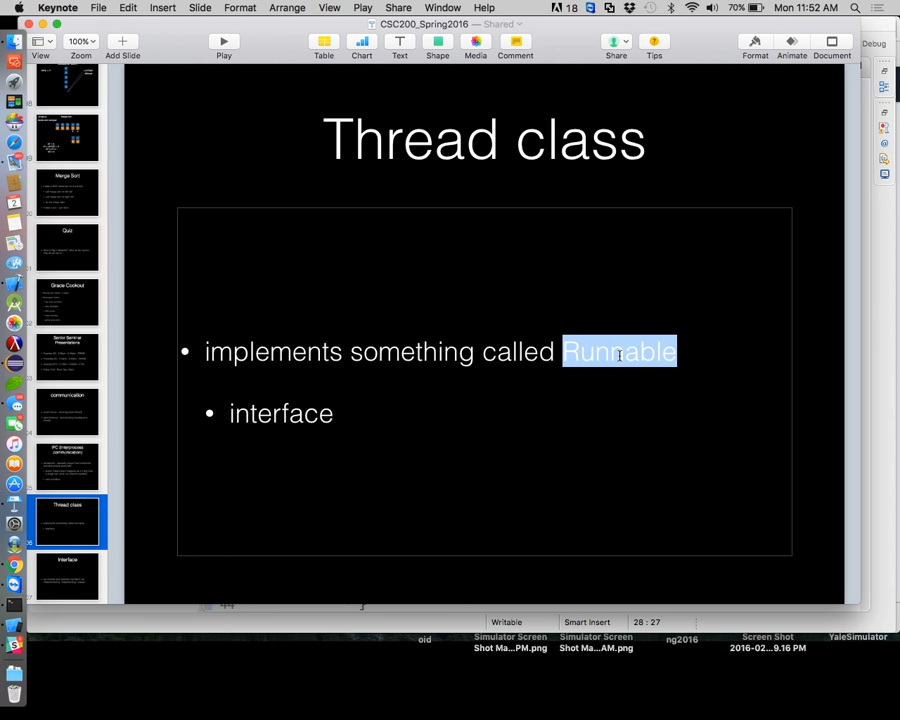 Keynote File Edit Insert Slide Format Arrange View Play Share Window Help 18 70% Mon 11:52 AM
CSC200_Spring2016 — Shared
100%
View Zoom Add Slide Play Table Chart Text Shape Media Comment Share Tips Format Animate Document
Debug
Merge Sort
Quiz
Grace Cookout
Senior Seminar
Presentations
communication
IPC (Interprocess
communication)
Thread class
Interface
Thread class
• implements something called Runnable
• interface
44 }
Writable Smart Insert 28 : 27
oid
Simulator Screen
Shot Ma...PM.png
Simulator Screen
Shot Ma...AM.png
ng2016
Screen Shot
2016-02...9.16 PM
YaleSimulator